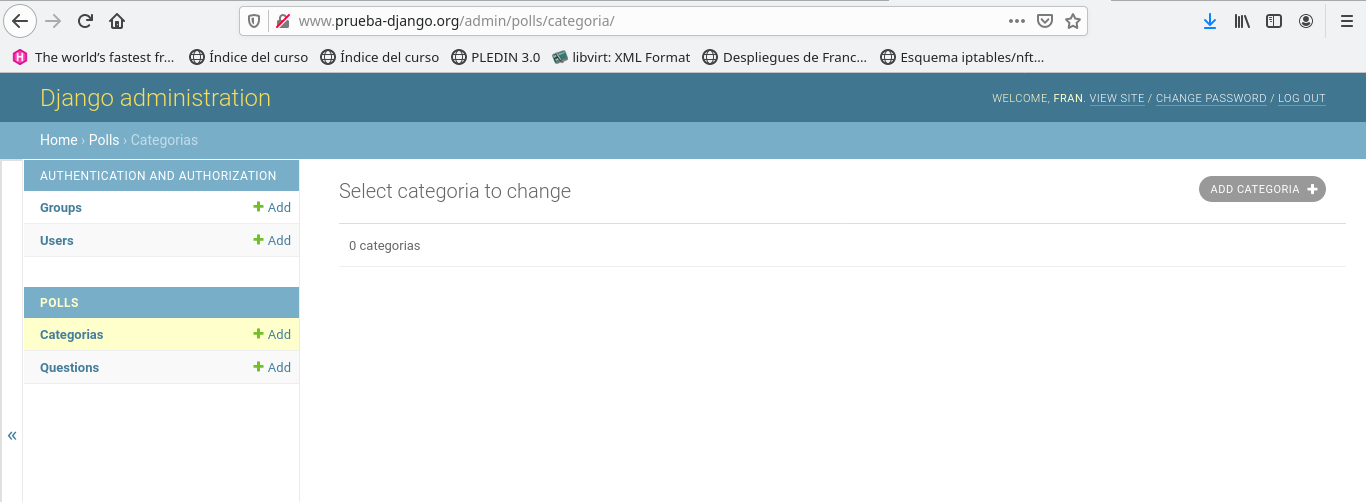 www.prueba-django.org/admin/polls/categoria/
The world's fastest fr... Índice del curso Índice del curso PLEDIN 3.0 libvirt: XML Format Despliegues de Franc... Esquema iptables/nft...
Django administration
WELCOME, FRAN. VIEW SITE / CHANGE PASSWORD / LOG OUT
Home › Polls › Categorias
AUTHENTICATION AND AUTHORIZATION
Groups + Add
Users + Add
POLLS
Categorias + Add
Questions + Add
«
Select categoria to change
ADD CATEGORIA +
0 categorias